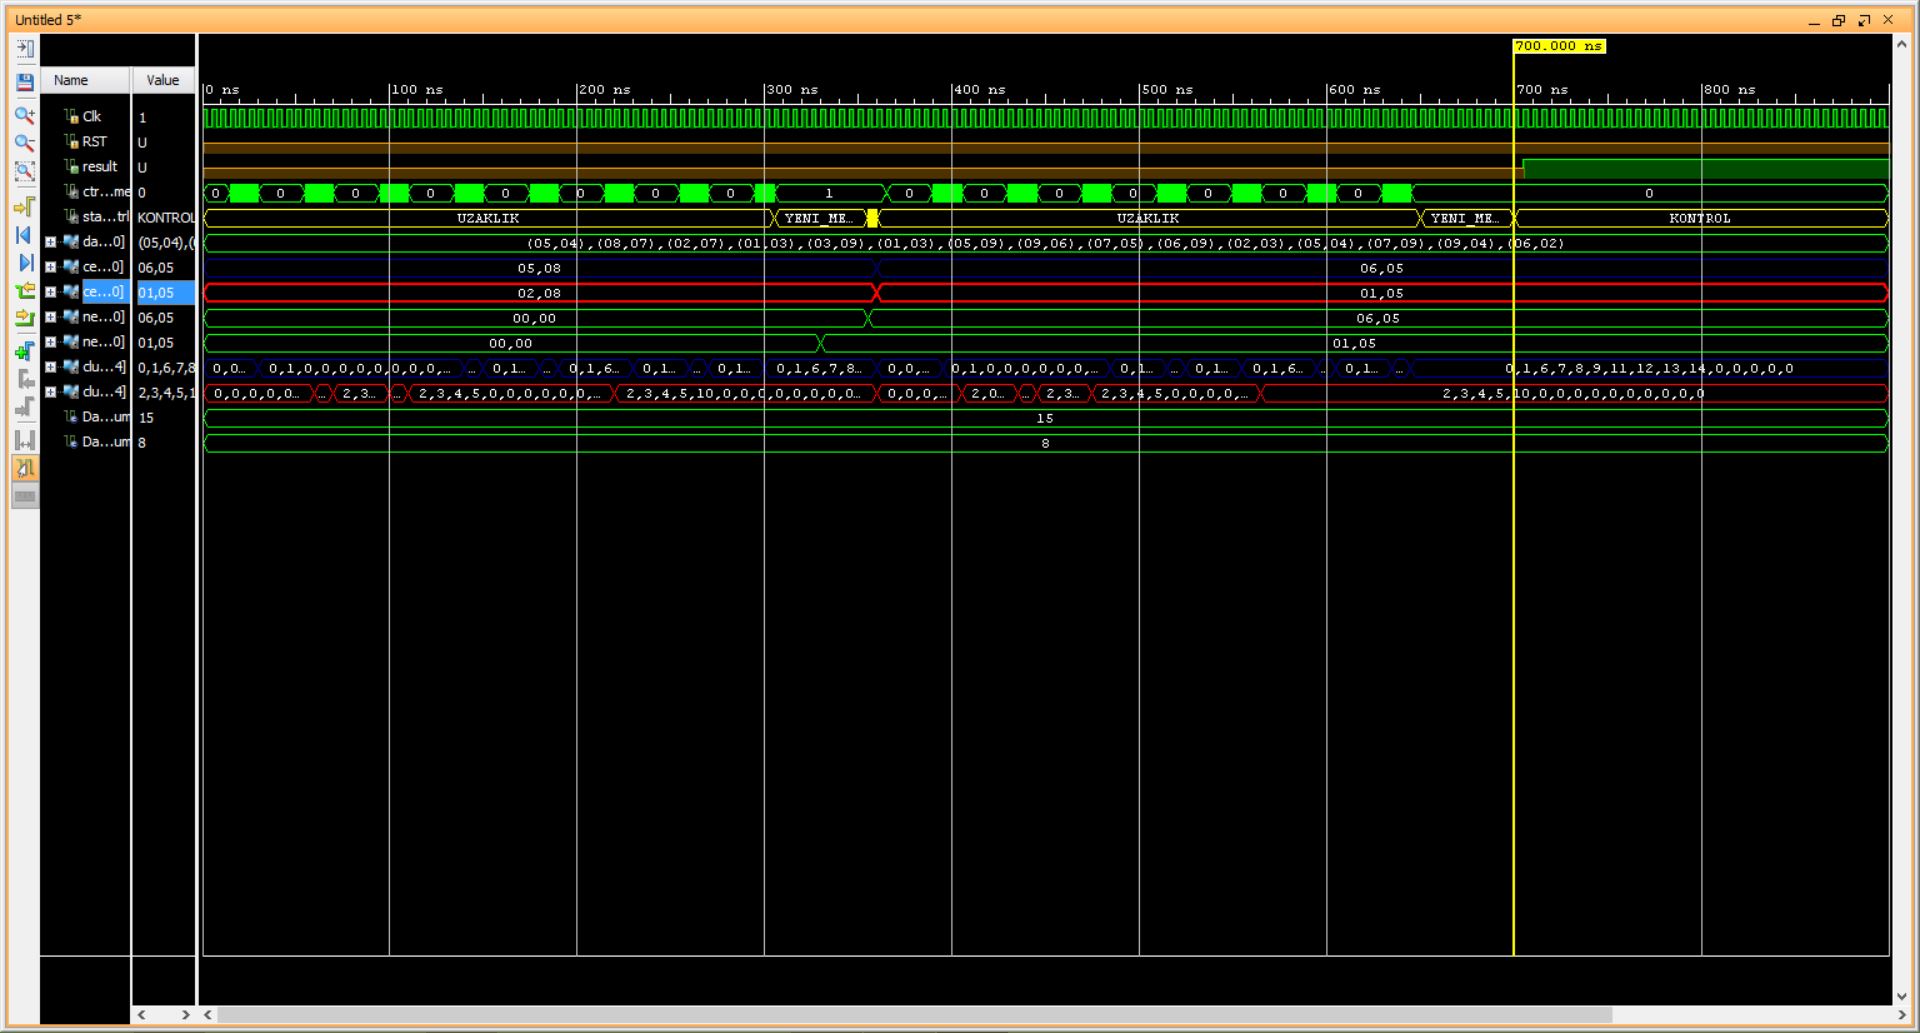 Untitled 5*
700.000 ns
Name Value
0 ns 100 ns 200 ns 300 ns 400 ns 500 ns 600 ns 700 ns 800 ns
Clk 1
RST U
result U
ctr...me 0 0 0 0 0 0 0 0 0 1 0 0 0 0 0 0 0 0
sta...trl KONTROL UZAKLIK YENI_ME... UZAKLIK YENI_ME... KONTROL
da...0] (05,04),( (05,04),(08,07),(02,07),(01,03),(03,09),(01,03),(05,09),(09,06),(07,05),(06,09),(02,03),(05,04),(07,09),(09,04),(06,02)
ce...0] 06,05 05,08 06,05
ce...0] 01,05 02,08 01,05
ne...0] 06,05 00,00 06,05
ne...0] 01,05 00,00 01,05
clu...4] 0,1,6,7,8 0,0... 0,1,0,0,0,0,0,0,0,0,... ... 0,1... ... 0,1,6... 0,1... ... 0,1... 0,1,6,7,8... 0,0,... 0,1,0,0,0,0,0,0,... 0,1... ... 0,1... 0,1,6... .. 0,1... ... 0,1,6,7,8,9,11,12,13,14,0,0,0,0,0
clu...4] 2,3,4,5,1 0,0,0,0,0... ... 2,3... ... 2,3,4,5,0,0,0,0,0,0,... 2,3,4,5,10,0,0,0,0,0,0,0... 0,0,0,... 2,0... ... 2,3... 2,3,4,5,0,0,0,0,... 2,3,4,5,10,0,0,0,0,0,0,0,0,0,0
Da...um 15 15
Da...um 8 8